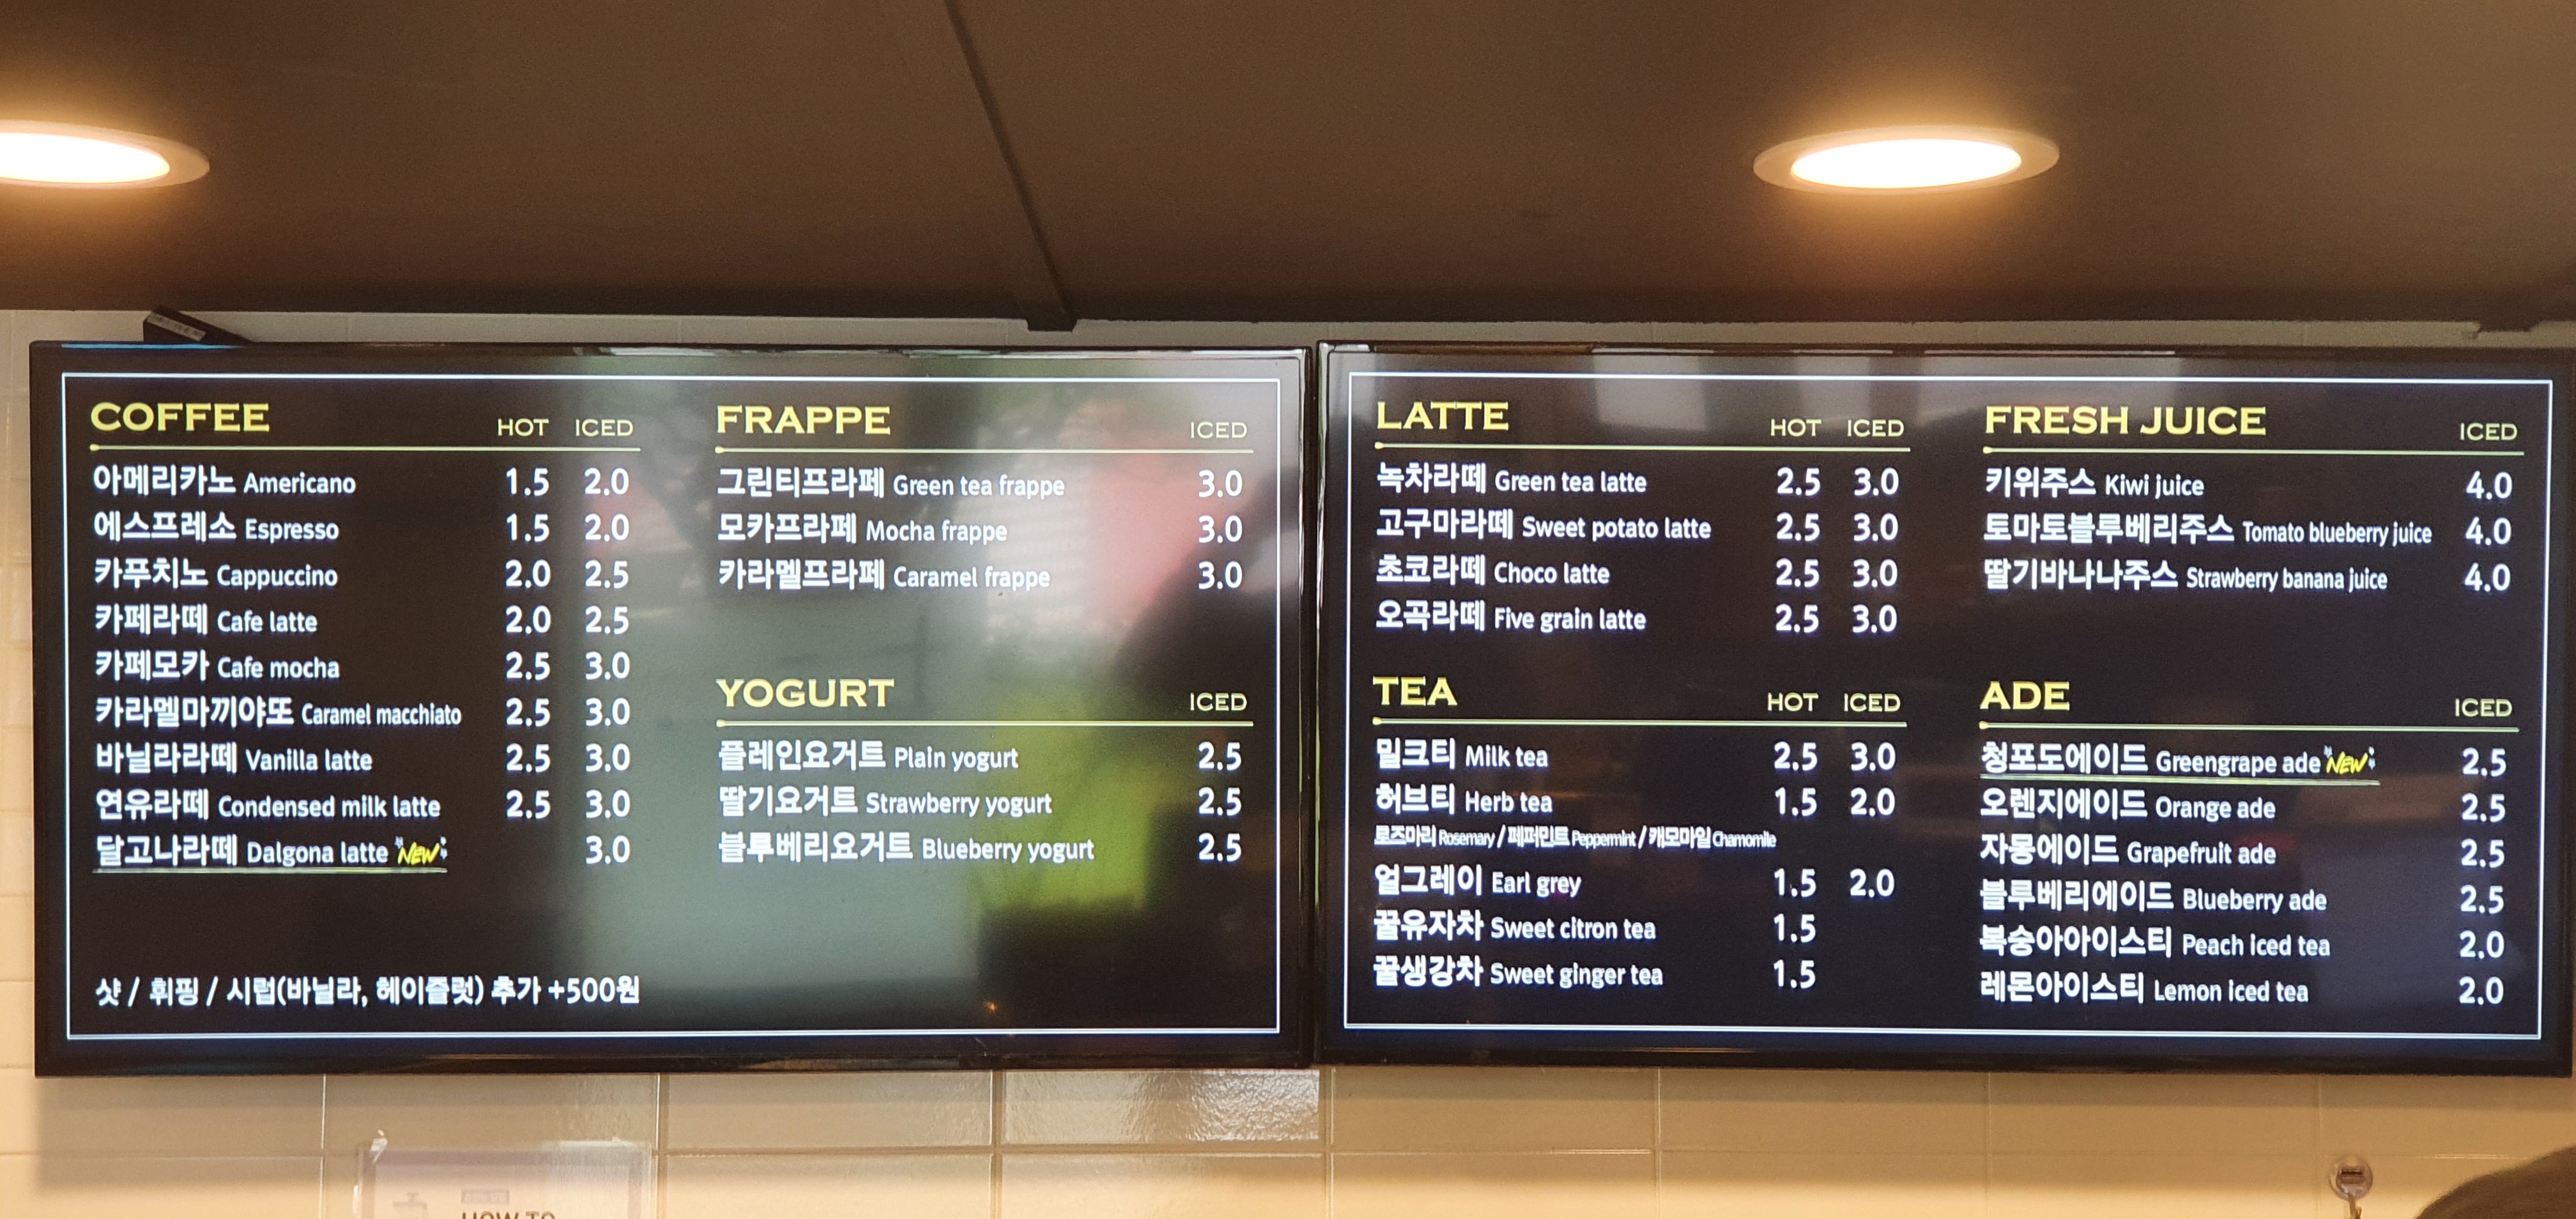 COFFEE HOT ICED
아메리카노 Americano 1.5 2.0
에스프레소 Espresso 1.5 2.0
카푸치노 Cappuccino 2.0 2.5
카페라떼 Cafe latte 2.0 2.5
카페모카 Cafe mocha 2.5 3.0
카라멜마끼야또 Caramel macchiato 2.5 3.0
바닐라라떼 Vanilla latte 2.5 3.0
연유라떼 Condensed milk latte 2.5 3.0
달고나라떼 Dalgona latte NEW 3.0
샷 / 휘핑 / 시럽(바닐라, 헤이즐럿) 추가 +500원
FRAPPE ICED
그린티프라페 Green tea frappe 3.0
모카프라페 Mocha frappe 3.0
카라멜프라페 Caramel frappe 3.0
YOGURT ICED
플레인요거트 Plain yogurt 2.5
딸기요거트 Strawberry yogurt 2.5
블루베리요거트 Blueberry yogurt 2.5
LATTE HOT ICED
녹차라떼 Green tea latte 2.5 3.0
고구마라떼 Sweet potato latte 2.5 3.0
초코라떼 Choco latte 2.5 3.0
오곡라떼 Five grain latte 2.5 3.0
TEA HOT ICED
밀크티 Milk tea 2.5 3.0
허브티 Herb tea 1.5 2.0
로즈마리 Rosemary / 페퍼민트 Peppermint / 캐모마일 Chamomile
얼그레이 Earl grey 1.5 2.0
꿀유자차 Sweet citron tea 1.5
꿀생강차 Sweet ginger tea 1.5
FRESH JUICE ICED
키위주스 Kiwi juice 4.0
토마토블루베리주스 Tomato blueberry juice 4.0
딸기바나나주스 Strawberry banana juice 4.0
ADE ICED
청포도에이드 Greengrape ade NEW 2.5
오렌지에이드 Orange ade 2.5
자몽에이드 Grapefruit ade 2.5
블루베리에이드 Blueberry ade 2.5
복숭아아이스티 Peach iced tea 2.0
레몬아이스티 Lemon iced tea 2.0
HOW TO